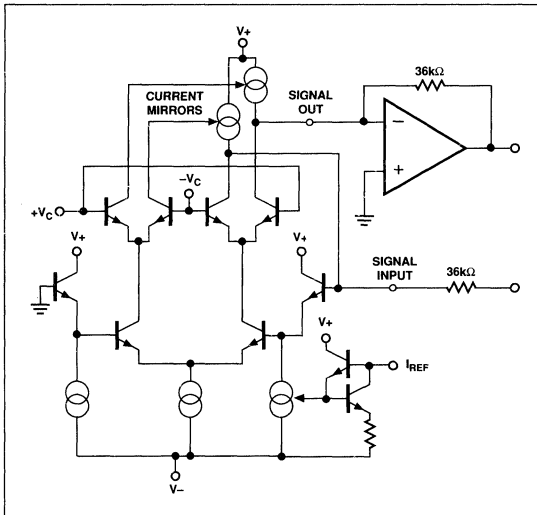 V+
36kΩ
CURRENT
MIRRORS
SIGNAL
OUT
−
+
+VC
−VC
V+
V+
SIGNAL
INPUT
36kΩ
V+
IREF
V−